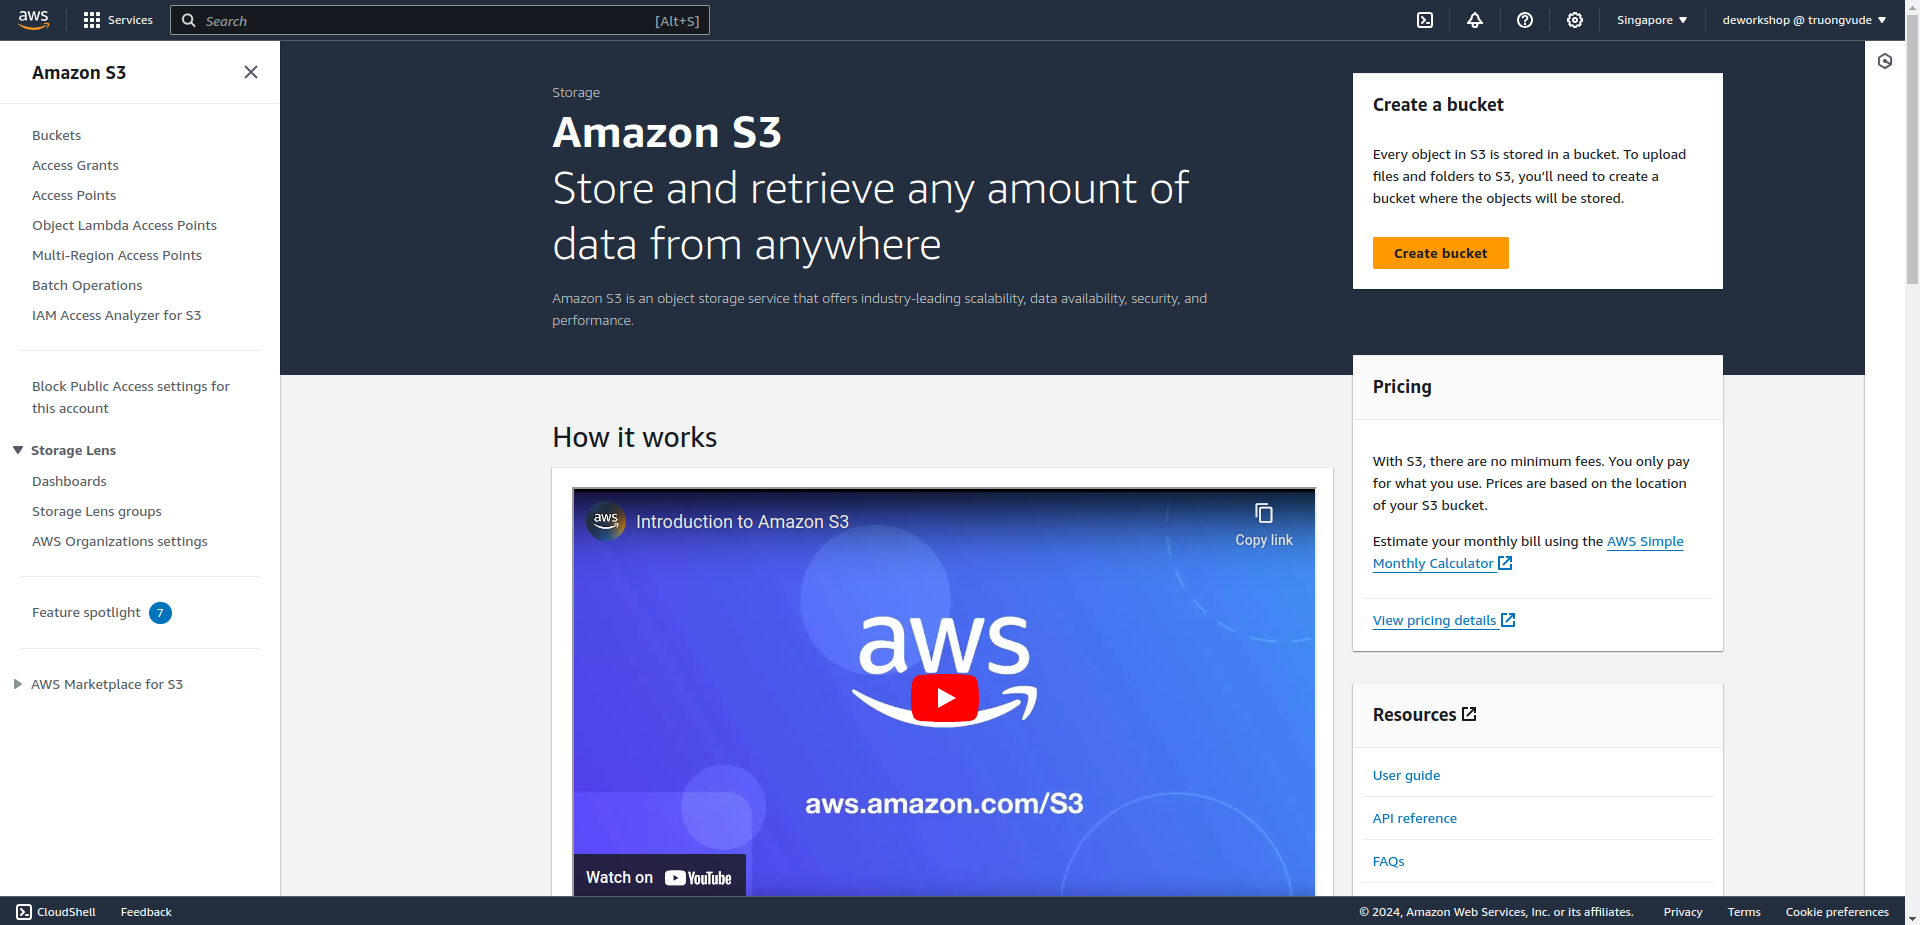 aws
Services
Search
[Alt+S]
Singapore
deworkshop @ truongvude
Amazon S3
Buckets
Access Grants
Access Points
Object Lambda Access Points
Multi-Region Access Points
Batch Operations
IAM Access Analyzer for S3
Block Public Access settings for
this account
Storage Lens
Dashboards
Storage Lens groups
AWS Organizations settings
Feature spotlight 7
AWS Marketplace for S3
Storage
Amazon S3
Store and retrieve any amount of
data from anywhere
Amazon S3 is an object storage service that offers industry-leading scalability, data availability, security, and
performance.
How it works
aws
Introduction to Amazon S3
Copy link
aws
aws.amazon.com/S3
Watch on YouTube
Create a bucket
Every object in S3 is stored in a bucket. To upload
files and folders to S3, you’ll need to create a
bucket where the objects will be stored.
Create bucket
Pricing
With S3, there are no minimum fees. You only pay
for what you use. Prices are based on the location
of your S3 bucket.
Estimate your monthly bill using the AWS Simple
Monthly Calculator
View pricing details
Resources
User guide
API reference
FAQs
CloudShell
Feedback
© 2024, Amazon Web Services, Inc. or its affiliates.
Privacy
Terms
Cookie preferences